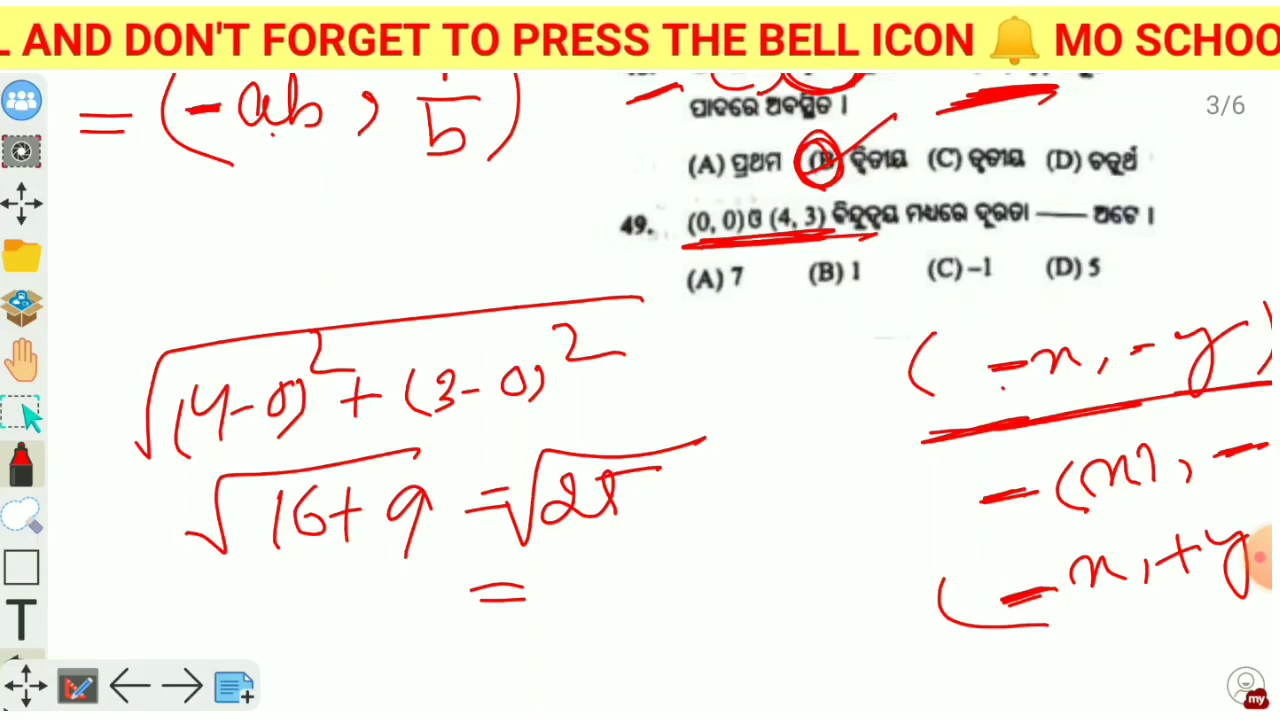 L AND DON'T FORGET TO PRESS THE BELL ICON 🔔 MO SCHOO
3/6
= (-ab, 1/b)
ପାଦରେ ଅବସ୍ଥିତ ।
(A) ପ୍ରଥମ (B) ଦ୍ୱିତୀୟ (C) ତୃତୀୟ (D) ଚତୁର୍ଥ
49. (0, 0) ଓ (4, 3) ବିନ୍ଦୁଦ୍ୱୟ ମଧ୍ୟରେ ଦୂରତା —— ଅଟେ ।
(A) 7 (B) 1 (C) –1 (D) 5
√(4-0)² + (3-0)²
√16+9 = √25
=
(-x, -y)
-(x), -
(-x, +y
T
my